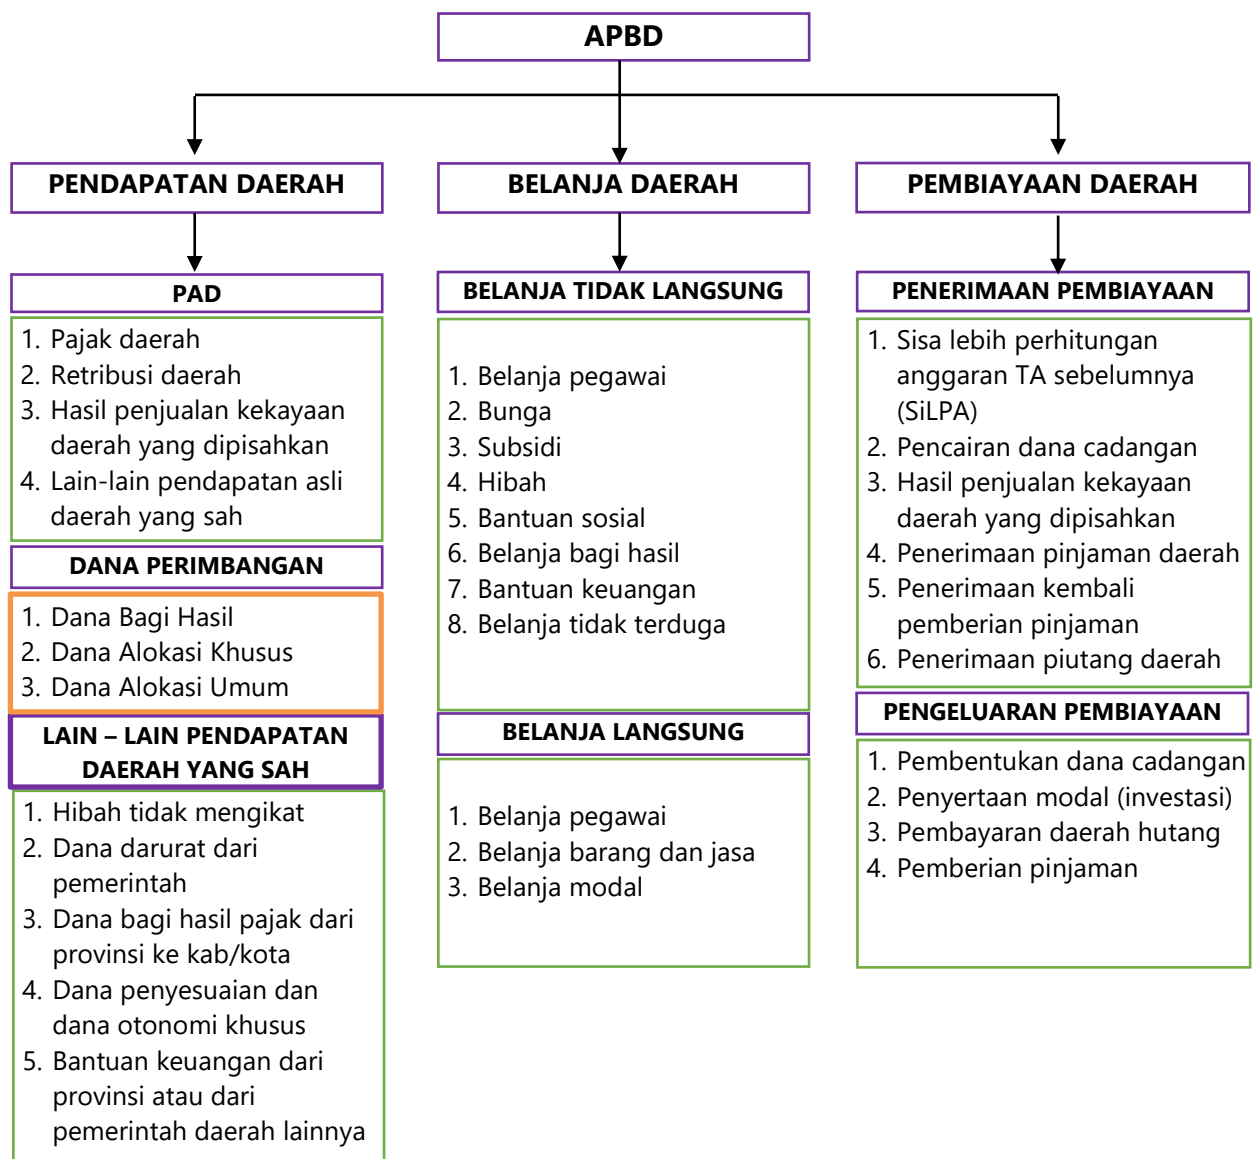 APBD
PENDAPATAN DAERAH
PAD
1. Pajak daerah
2. Retribusi daerah
3. Hasil penjualan kekayaan
daerah yang dipisahkan
4. Lain-lain pendapatan asli
daerah yang sah
DANA PERIMBANGAN
1. Dana Bagi Hasil
2. Dana Alokasi Khusus
3. Dana Alokasi Umum
LAIN – LAIN PENDAPATAN
DAERAH YANG SAH
1. Hibah tidak mengikat
2. Dana darurat dari
pemerintah
3. Dana bagi hasil pajak dari
provinsi ke kab/kota
4. Dana penyesuaian dan
dana otonomi khusus
5. Bantuan keuangan dari
provinsi atau dari
pemerintah daerah lainnya
BELANJA DAERAH
BELANJA TIDAK LANGSUNG
1. Belanja pegawai
2. Bunga
3. Subsidi
4. Hibah
5. Bantuan sosial
6. Belanja bagi hasil
7. Bantuan keuangan
8. Belanja tidak terduga
BELANJA LANGSUNG
1. Belanja pegawai
2. Belanja barang dan jasa
3. Belanja modal
PEMBIAYAAN DAERAH
PENERIMAAN PEMBIAYAAN
1. Sisa lebih perhitungan
anggaran TA sebelumnya
(SiLPA)
2. Pencairan dana cadangan
3. Hasil penjualan kekayaan
daerah yang dipisahkan
4. Penerimaan pinjaman daerah
5. Penerimaan kembali
pemberian pinjaman
6. Penerimaan piutang daerah
PENGELUARAN PEMBIAYAAN
1. Pembentukan dana cadangan
2. Penyertaan modal (investasi)
3. Pembayaran daerah hutang
4. Pemberian pinjaman